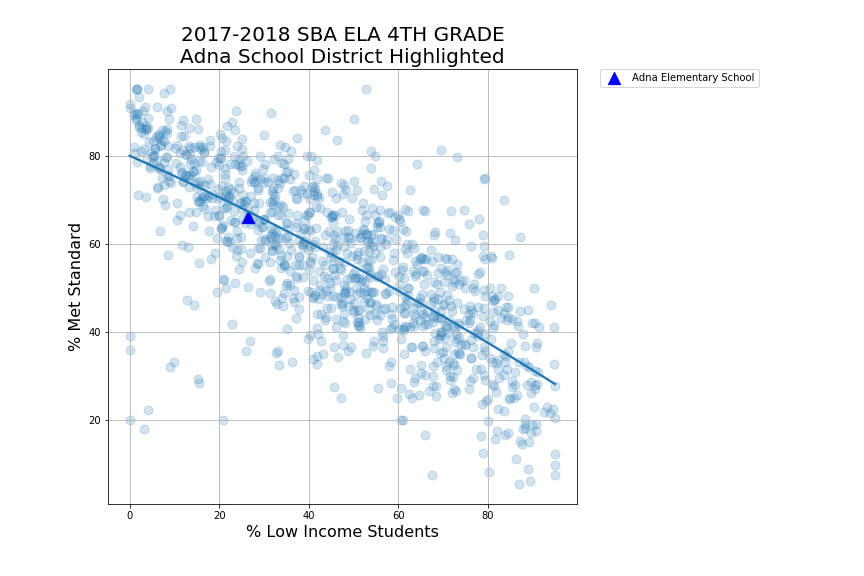 2017-2018 SBA ELA 4TH GRADE
Adna School District Highlighted
Adna Elementary School
% Met Standard
80
60
40
20
0
20
40
60
80
% Low Income Students